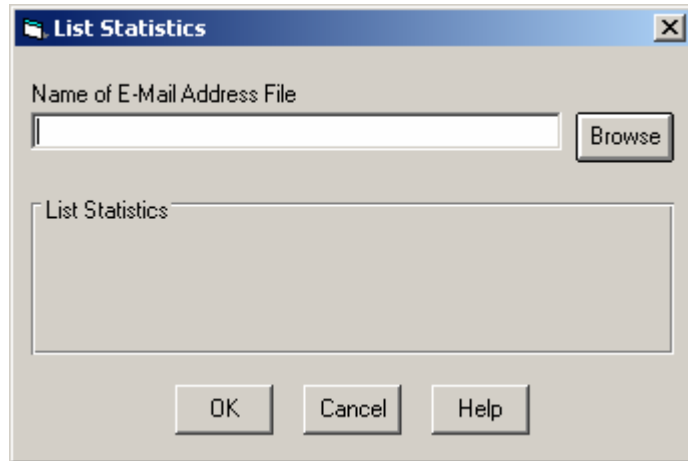 List Statistics
Name of E-Mail Address File
Browse
List Statistics
OK Cancel Help